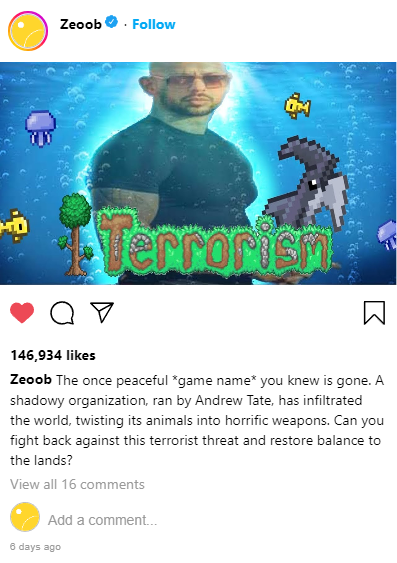 Zeoob · Follow
Terrorism
146,934 likes
Zeoob The once peaceful *game name* you knew is gone. A
shadowy organization, ran by Andrew Tate, has infiltrated
the world, twisting its animals into horrific weapons. Can you
fight back against this terrorist threat and restore balance to
the lands?
View all 16 comments
Add a comment...
6 days ago